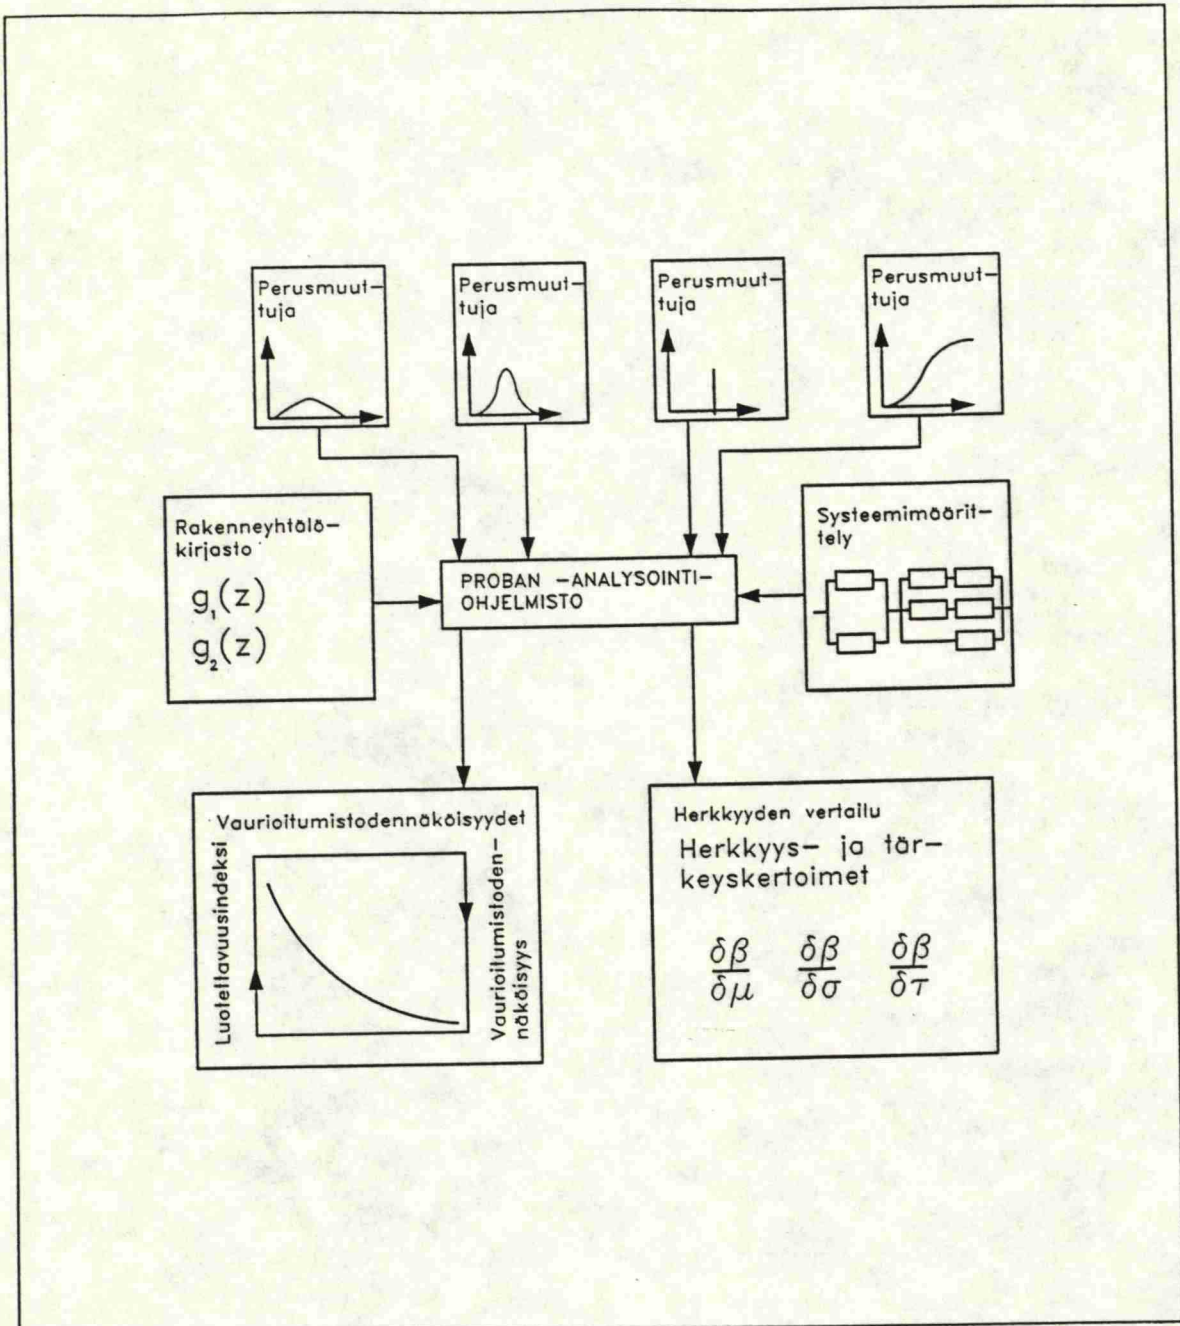 Perusmuut-
tuja
Perusmuut-
tuja
Perusmuut-
tuja
Perusmuut-
tuja
Rakenneyhtälö-
kirjasto
g₁(z)
g₂(z)
PROBAN -ANALYSOINTI-
OHJELMISTO
Systeemimäärit-
tely
Vaurioitumistodennäköisyydet
Luotettavuusindeksi
Vaurioitumistoden-
näköisyys
Herkkyyden vertailu
Herkkyys- ja tär-
keyskertoimet
δβ/δμ δβ/δσ δβ/δτ